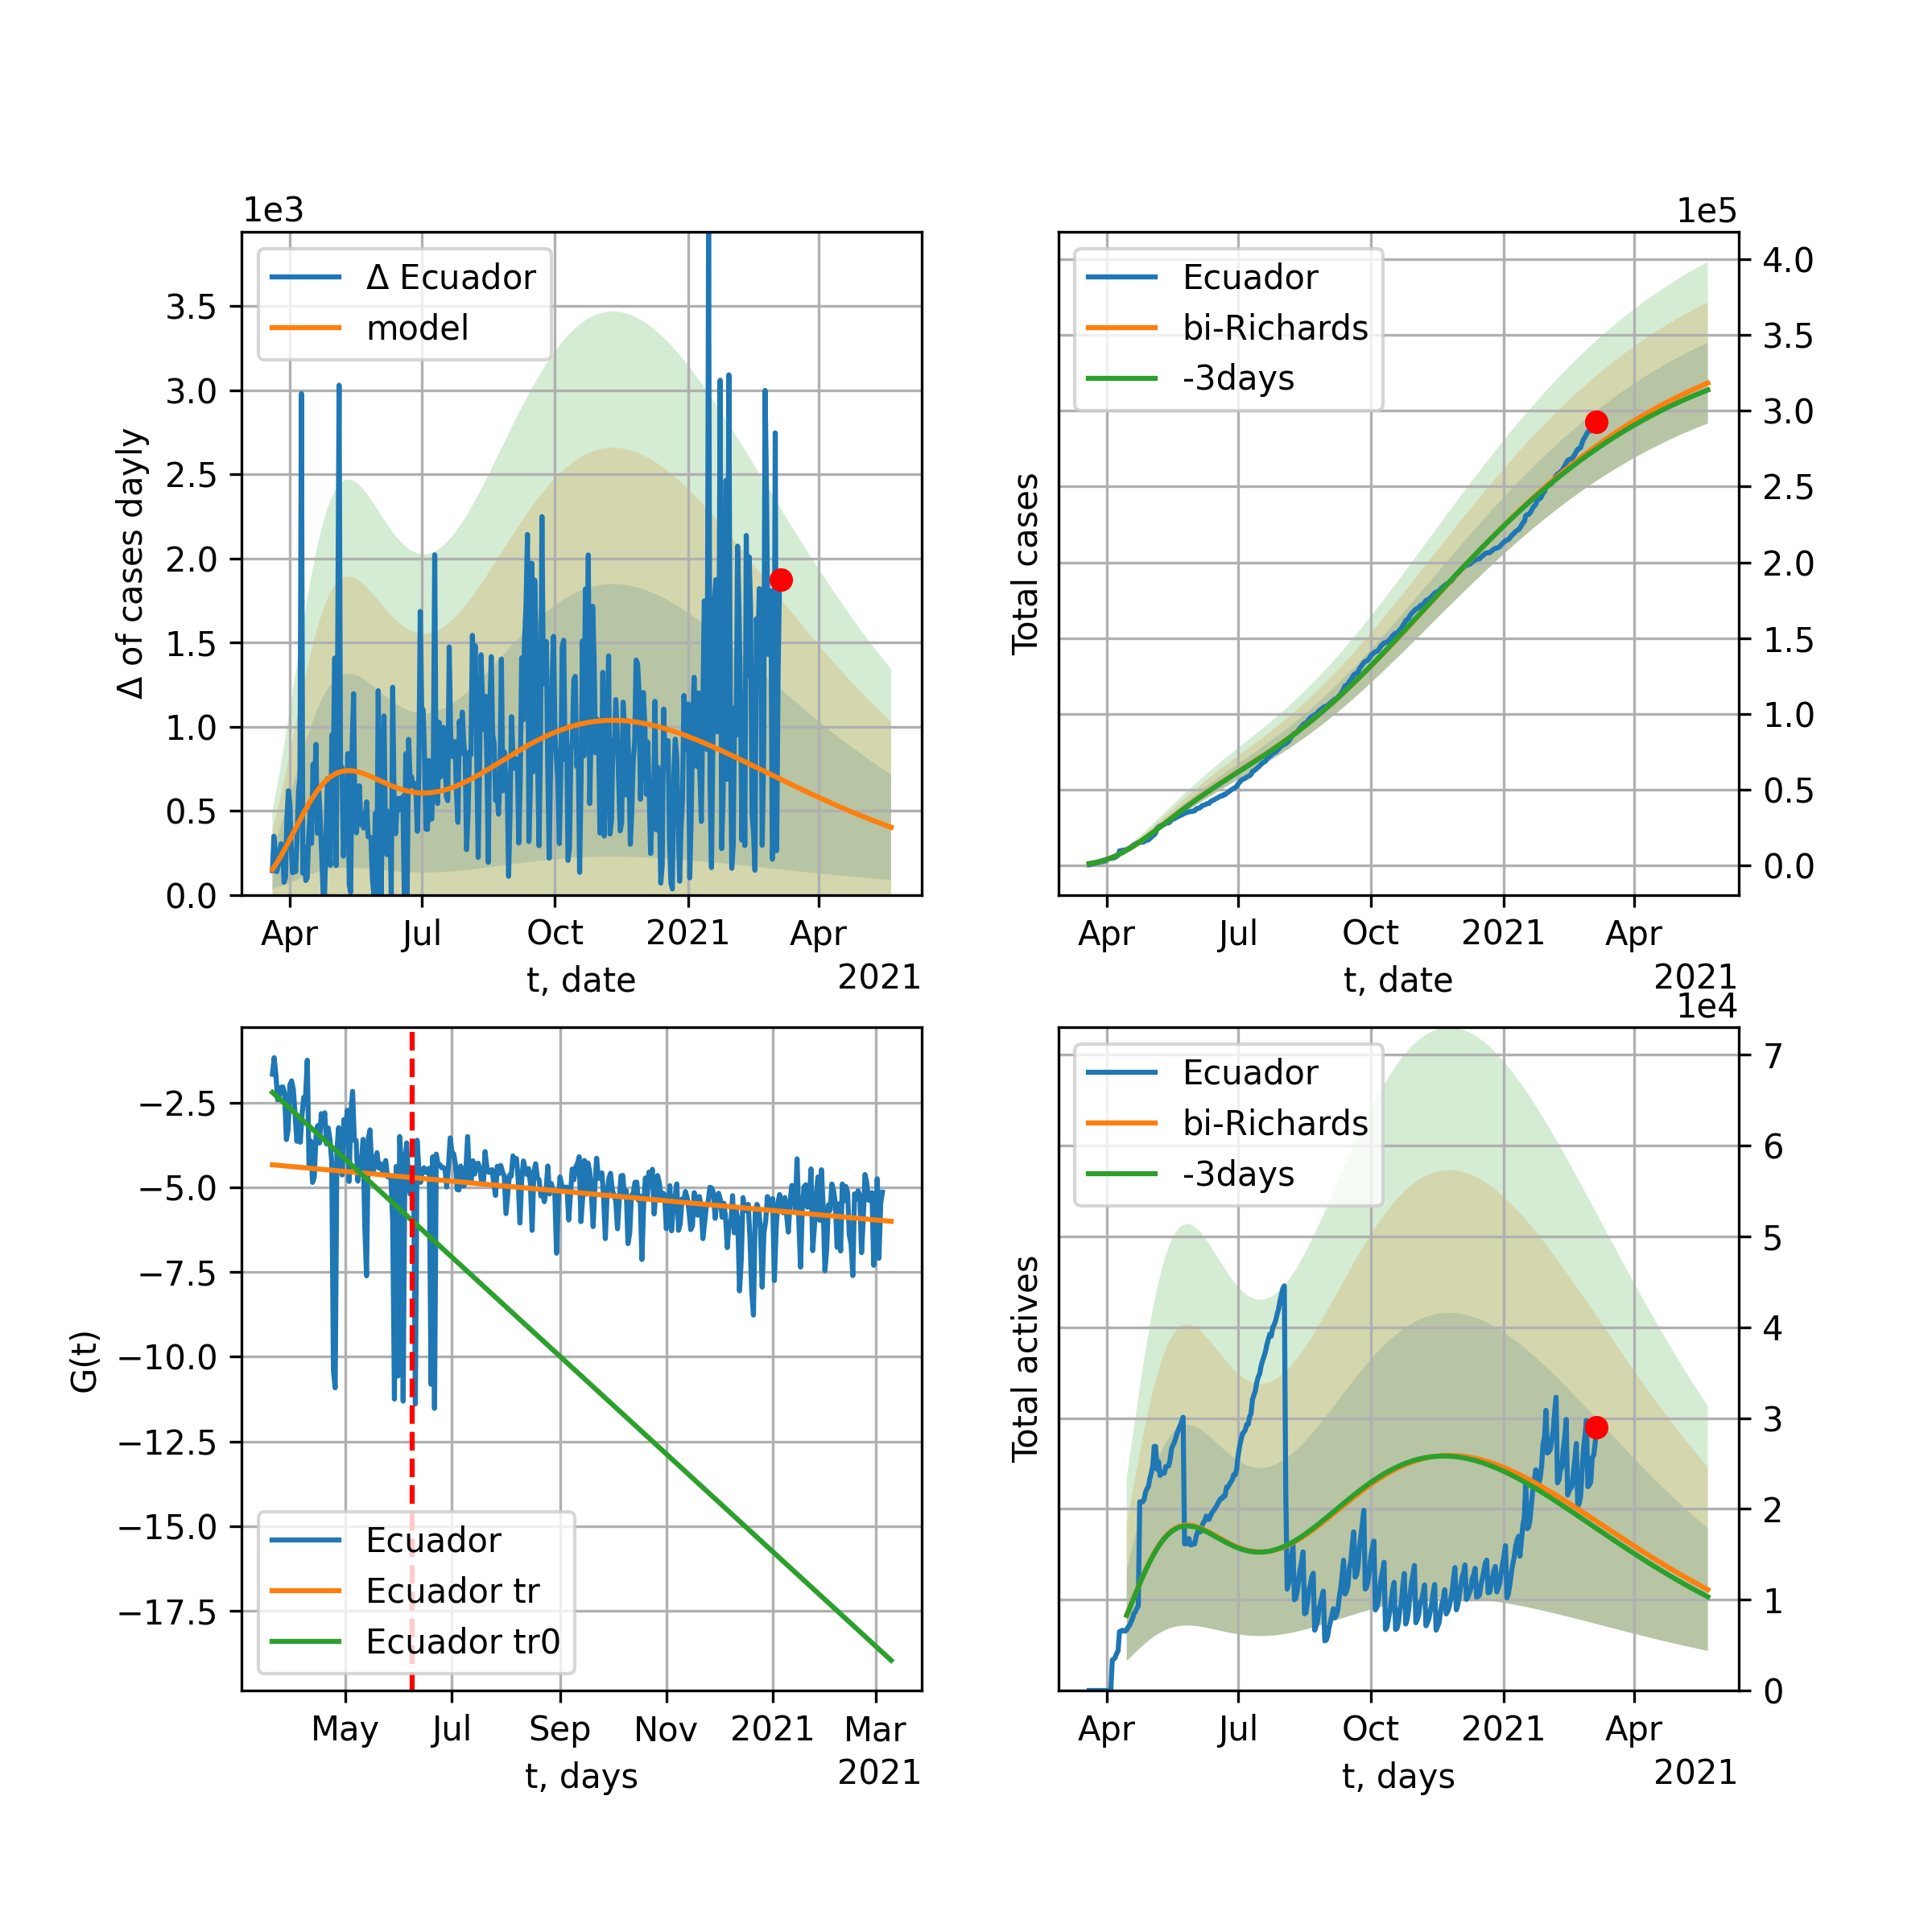 1e3
Δ Ecuador
model
3.5
3.0
2.5
2.0
1.5
1.0
0.5
0.0
Δ of cases dayly
Apr Jul Oct 2021 Apr
t, date
2021
1e5
Ecuador
bi-Richards
-3days
4.0
3.5
3.0
2.5
2.0
1.5
1.0
0.5
0.0
Total cases
Apr Jul Oct 2021 Apr
t, date
2021
−2.5
−5.0
−7.5
−10.0
−12.5
−15.0
−17.5
G(t)
Ecuador
Ecuador tr
Ecuador tr0
May Jul Sep Nov 2021 Mar
t, days
2021
1e4
Ecuador
bi-Richards
-3days
7
6
5
4
3
2
1
0
Total actives
Apr Jul Oct 2021 Apr
t, days
2021